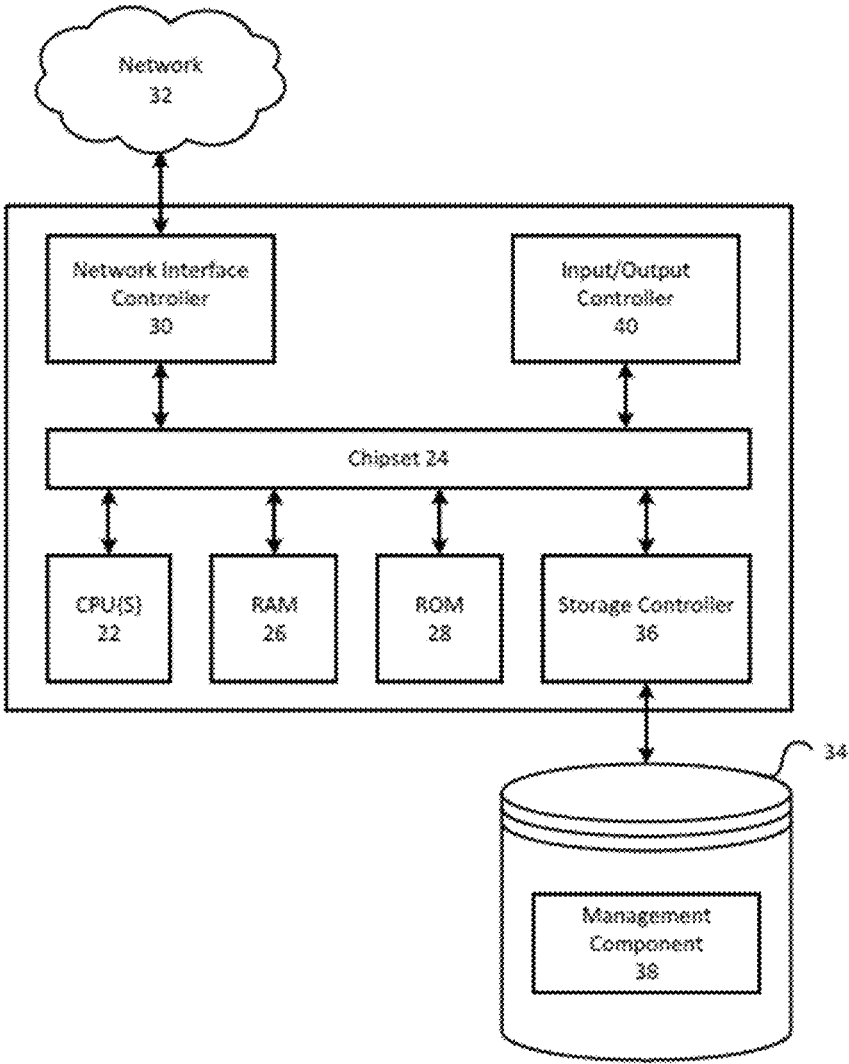 Network
32
Network Interface
Controller
30
Input/Output
Controller
40
Chipset 24
CPU(S)
22
RAM
26
ROM
28
Storage Controller
36
34
Management
Component
38